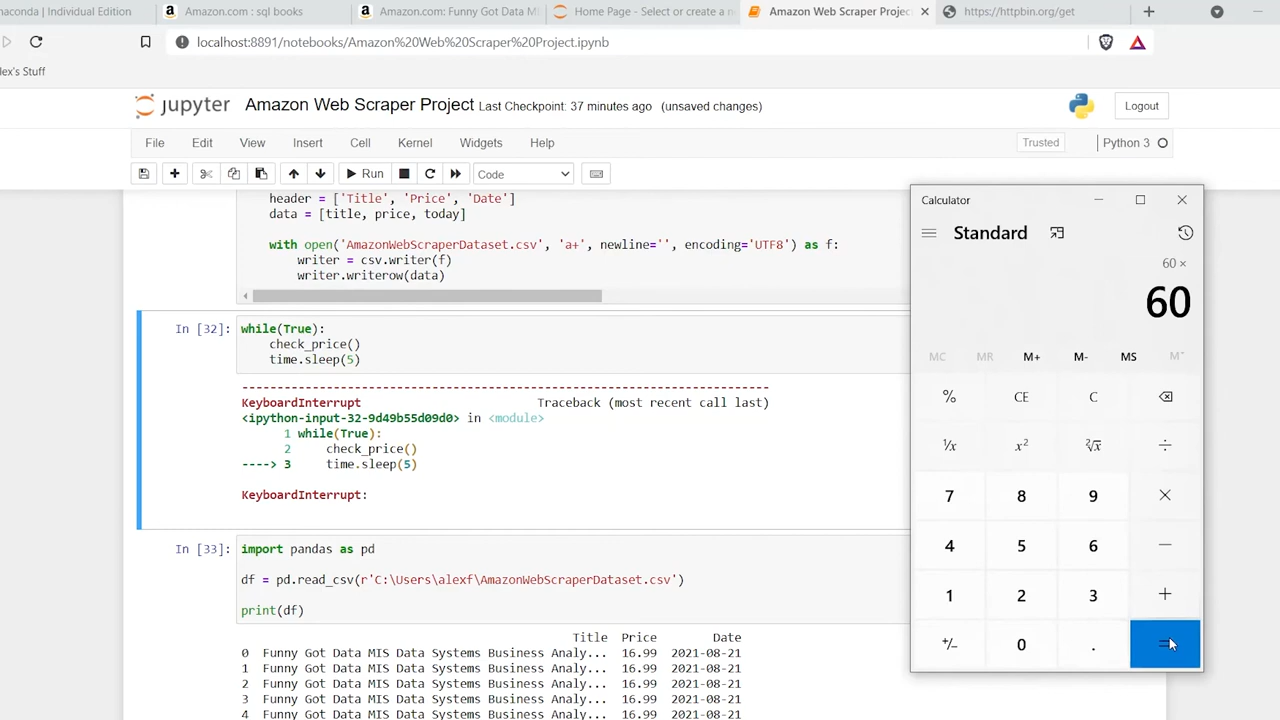 naconda | Individual Edition
Amazon.com : sql books
Amazon.com: Funny Got Data MI
Home Page - Select or create a n
Amazon Web Scraper Project
https://httpbin.org/get
localhost:8891/notebooks/Amazon%20Web%20Scraper%20Project.ipynb
lex's Stuff
jupyter Amazon Web Scraper Project Last Checkpoint: 37 minutes ago (unsaved changes)
Logout
File Edit View Insert Cell Kernel Widgets Help
Trusted
Python 3
Run
Code
header = ['Title', 'Price', 'Date']
data = [title, price, today]
with open('AmazonWebScraperDataset.csv', 'a+', newline='', encoding='UTF8') as f:
writer = csv.writer(f)
writer.writerow(data)
In [32]:
while(True):
check_price()
time.sleep(5)
---------------------------------------------------------------------------
KeyboardInterrupt Traceback (most recent call last)
<ipython-input-32-9d49b55d09d0> in <module>
1 while(True):
2 check_price()
----> 3 time.sleep(5)
KeyboardInterrupt:
In [33]:
import pandas as pd
df = pd.read_csv(r'C:\Users\alexf\AmazonWebScraperDataset.csv')
print(df)
Title Price Date
0 Funny Got Data MIS Data Systems Business Analy... 16.99 2021-08-21
1 Funny Got Data MIS Data Systems Business Analy... 16.99 2021-08-21
2 Funny Got Data MIS Data Systems Business Analy... 16.99 2021-08-21
3 Funny Got Data MIS Data Systems Business Analy... 16.99 2021-08-21
4 Funny Got Data MIS Data Systems Business Analy... 16.99 2021-08-21
Calculator
Standard
60 ×
60
MC MR M+ M- MS M˅
% CE C
⅟x x² ²√x ÷
7 8 9 ×
4 5 6 −
1 2 3 +
+/− 0 . =